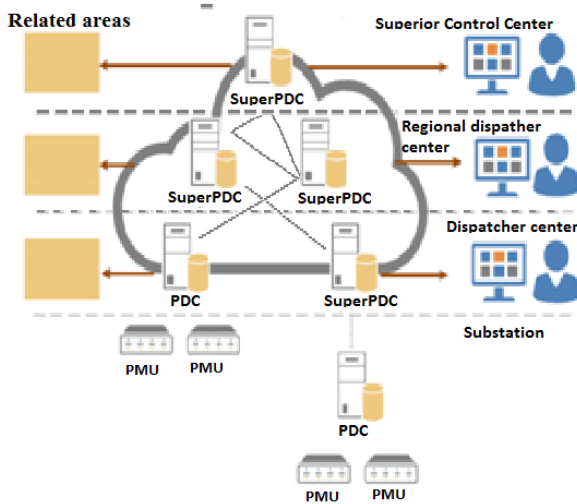 Related areas
Superior Control Center
SuperPDC
Regional dispather
center
SuperPDC
SuperPDC
Dispatcher center
PDC
SuperPDC
Substation
PMU
PMU
PDC
PMU
PMU